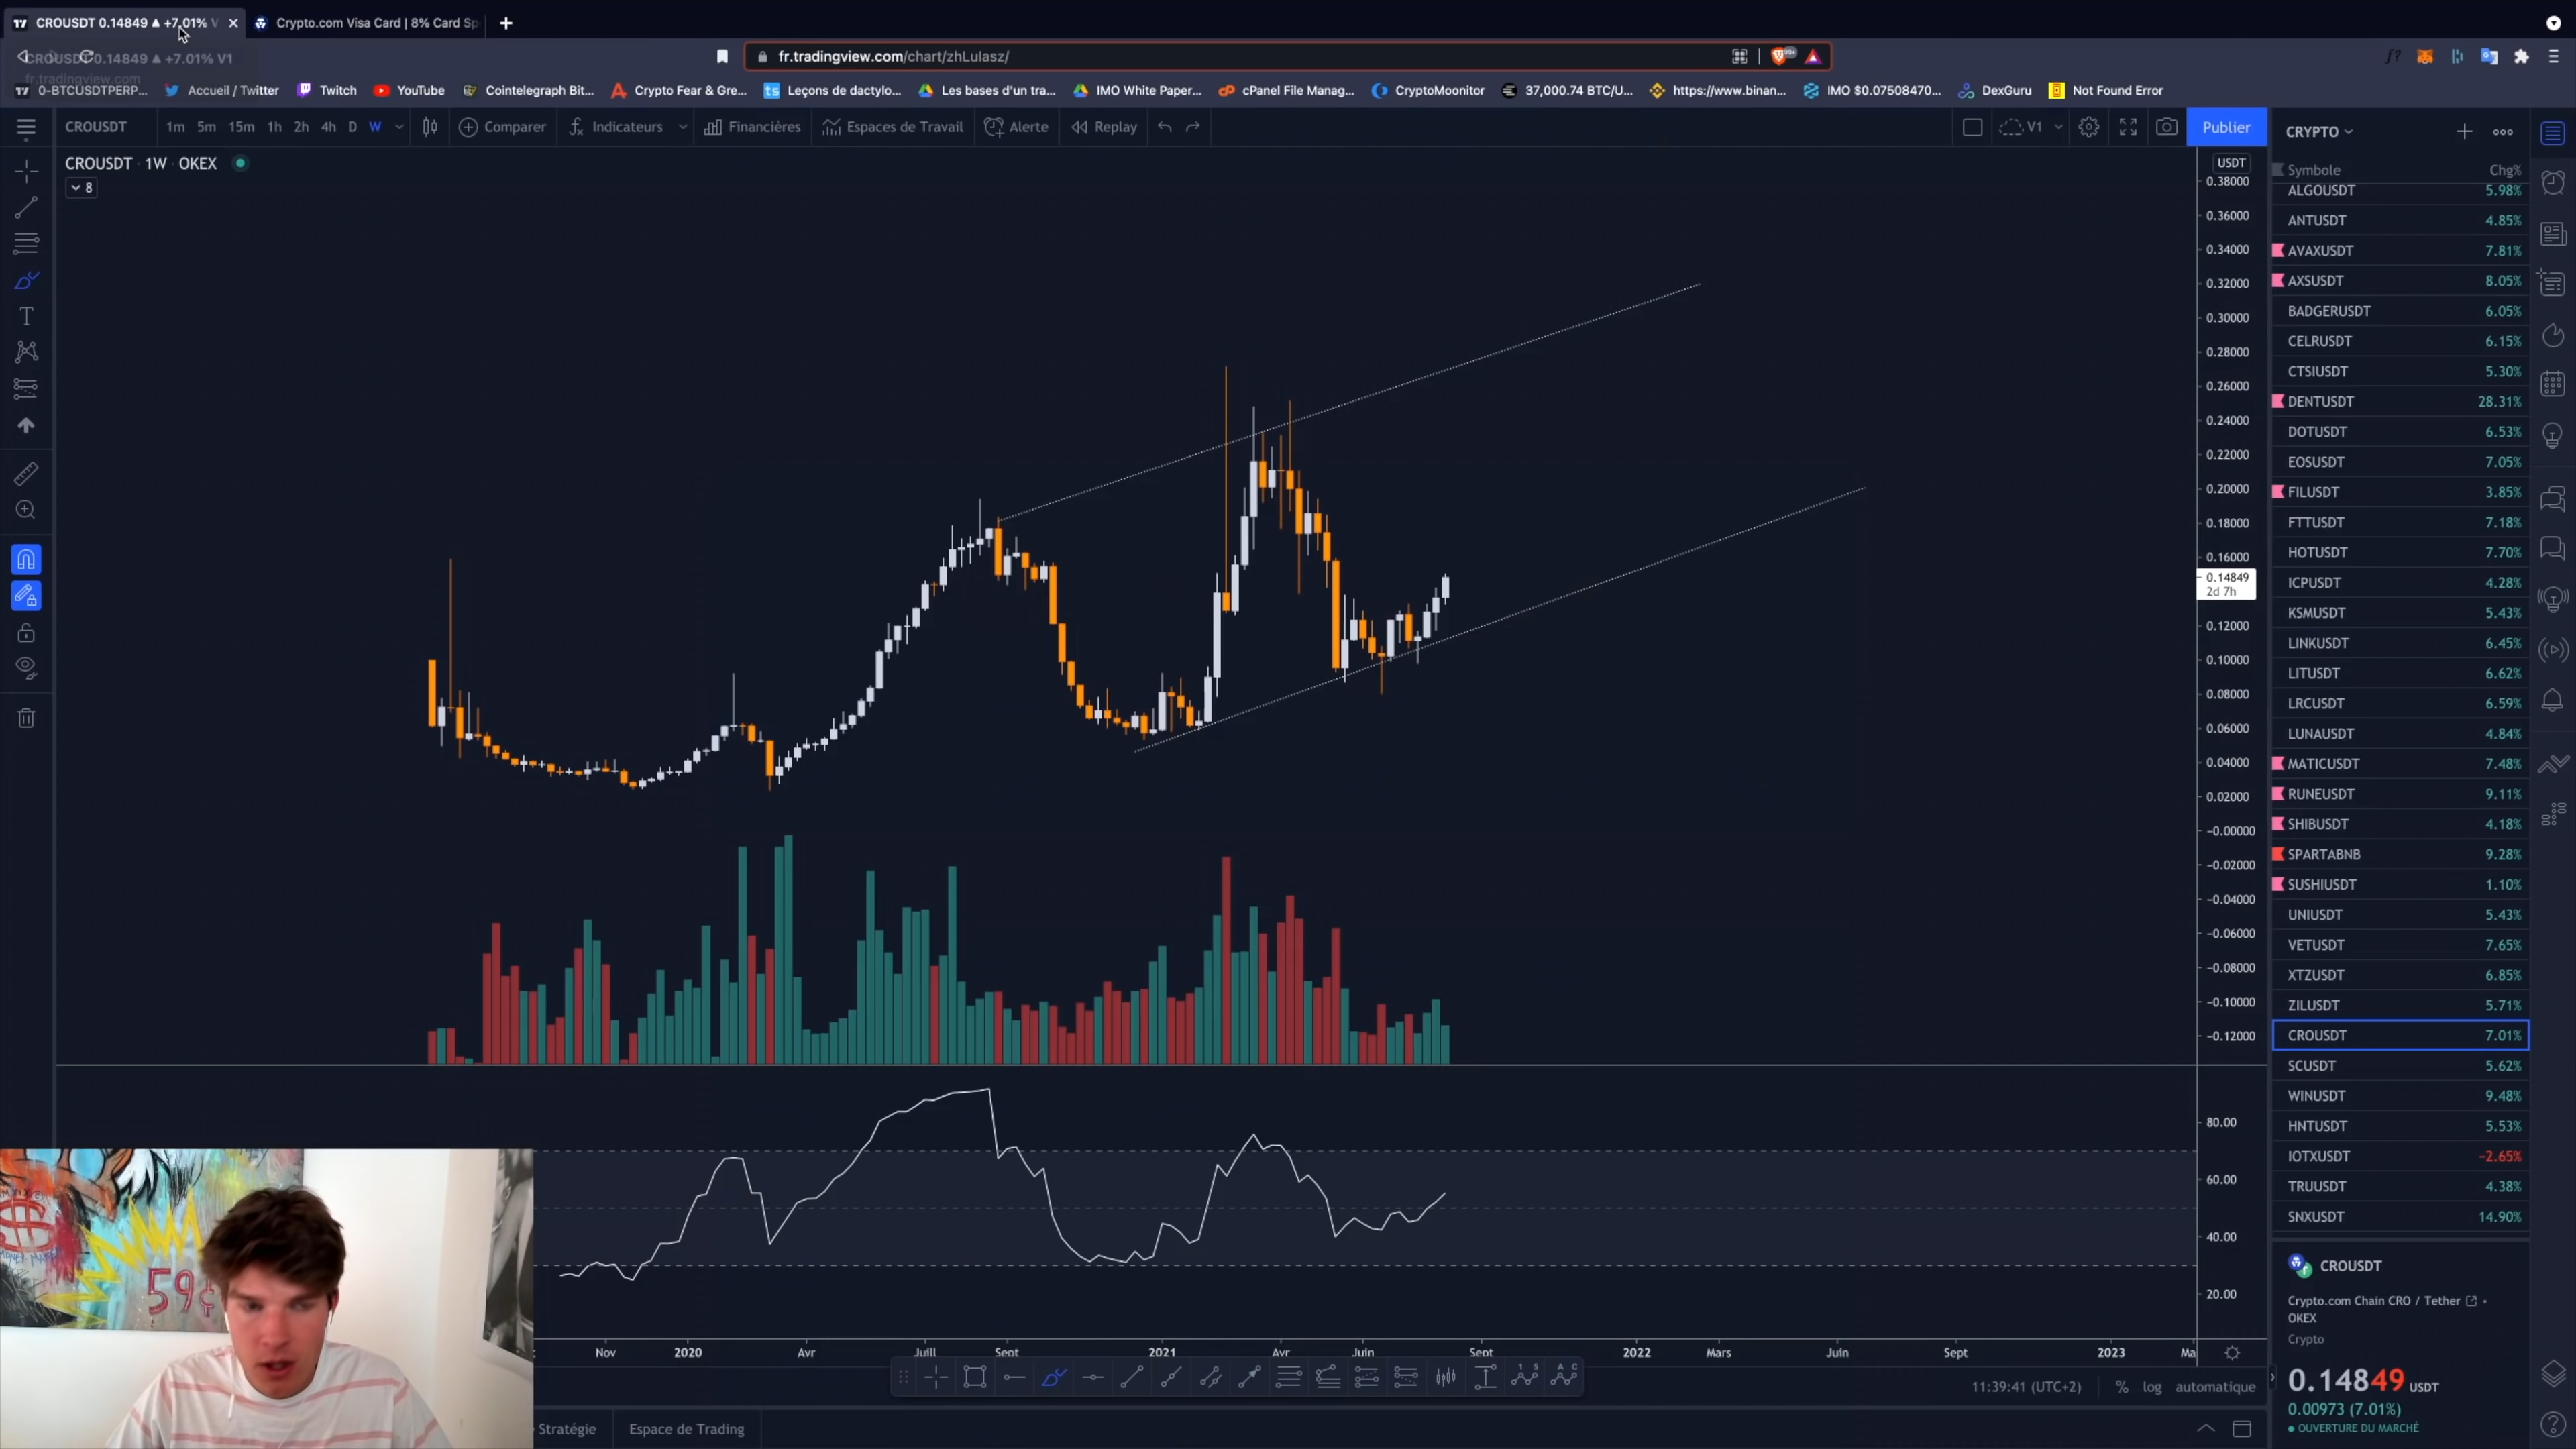 CROUSDT 0.14849 ▲ +7.01% V
Crypto.com Visa Card | 8% Card Sp
CROUSDT 0.14849 ▲ +7.01% V1
fr.tradingview.com
fr.tradingview.com/chart/zhLulasz/
0-BTCUSDTPERP...
Accueil / Twitter
Twitch
YouTube
Cointelegraph Bit...
Crypto Fear & Gre...
Leçons de dactylo...
Les bases d'un tra...
IMO White Paper...
cPanel File Manag...
CryptoMoonitor
37,000.74 BTC/U...
https://www.binan...
IMO $0.07508470...
DexGuru
Not Found Error
CROUSDT
1m 5m 15m 1h 2h 4h D W
Comparer
Indicateurs
Financières
Espaces de Travail
Alerte
Replay
V1
Publier
CROUSDT 1W OKEX
8
USDT
0.38000
0.36000
0.34000
0.32000
0.30000
0.28000
0.26000
0.24000
0.22000
0.20000
0.18000
0.16000
0.14849
2d 7h
0.12000
0.10000
0.08000
0.06000
0.04000
0.02000
-0.00000
-0.02000
-0.04000
-0.06000
-0.08000
-0.10000
-0.12000
80.00
60.00
40.00
20.00
Nov 2020 Avr Juill Sept 2021 Avr Juin Sept 2022 Mars Juin Sept 2023 Ma
11:39:41 (UTC+2) % log automatique
Stratégie
Espace de Trading
59¢
CRYPTO
Symbole Chg%
ALGOUSDT 5.98%
ANTUSDT 4.85%
AVAXUSDT 7.81%
AXSUSDT 8.05%
BADGERUSDT 6.05%
CELRUSDT 6.15%
CTSIUSDT 5.30%
DENTUSDT 28.31%
DOTUSDT 6.53%
EOSUSDT 7.05%
FILUSDT 3.85%
FTTUSDT 7.18%
HOTUSDT 7.70%
ICPUSDT 4.28%
KSMUSDT 5.43%
LINKUSDT 6.45%
LITUSDT 6.62%
LRCUSDT 6.59%
LUNAUSDT 4.84%
MATICUSDT 7.48%
RUNEUSDT 9.11%
SHIBUSDT 4.18%
SPARTABNB 9.28%
SUSHIUSDT 1.10%
UNIUSDT 5.43%
VETUSDT 7.65%
XTZUSDT 6.85%
ZILUSDT 5.71%
CROUSDT 7.01%
SCUSDT 5.62%
WINUSDT 9.48%
HNTUSDT 5.53%
IOTXUSDT −2.65%
TRUUSDT 4.38%
SNXUSDT 14.90%
CROUSDT
Crypto.com Chain CRO / Tether •
OKEX
Crypto
0.14849 USDT
0.00973 (7.01%)
• OUVERTURE DU MARCHÉ